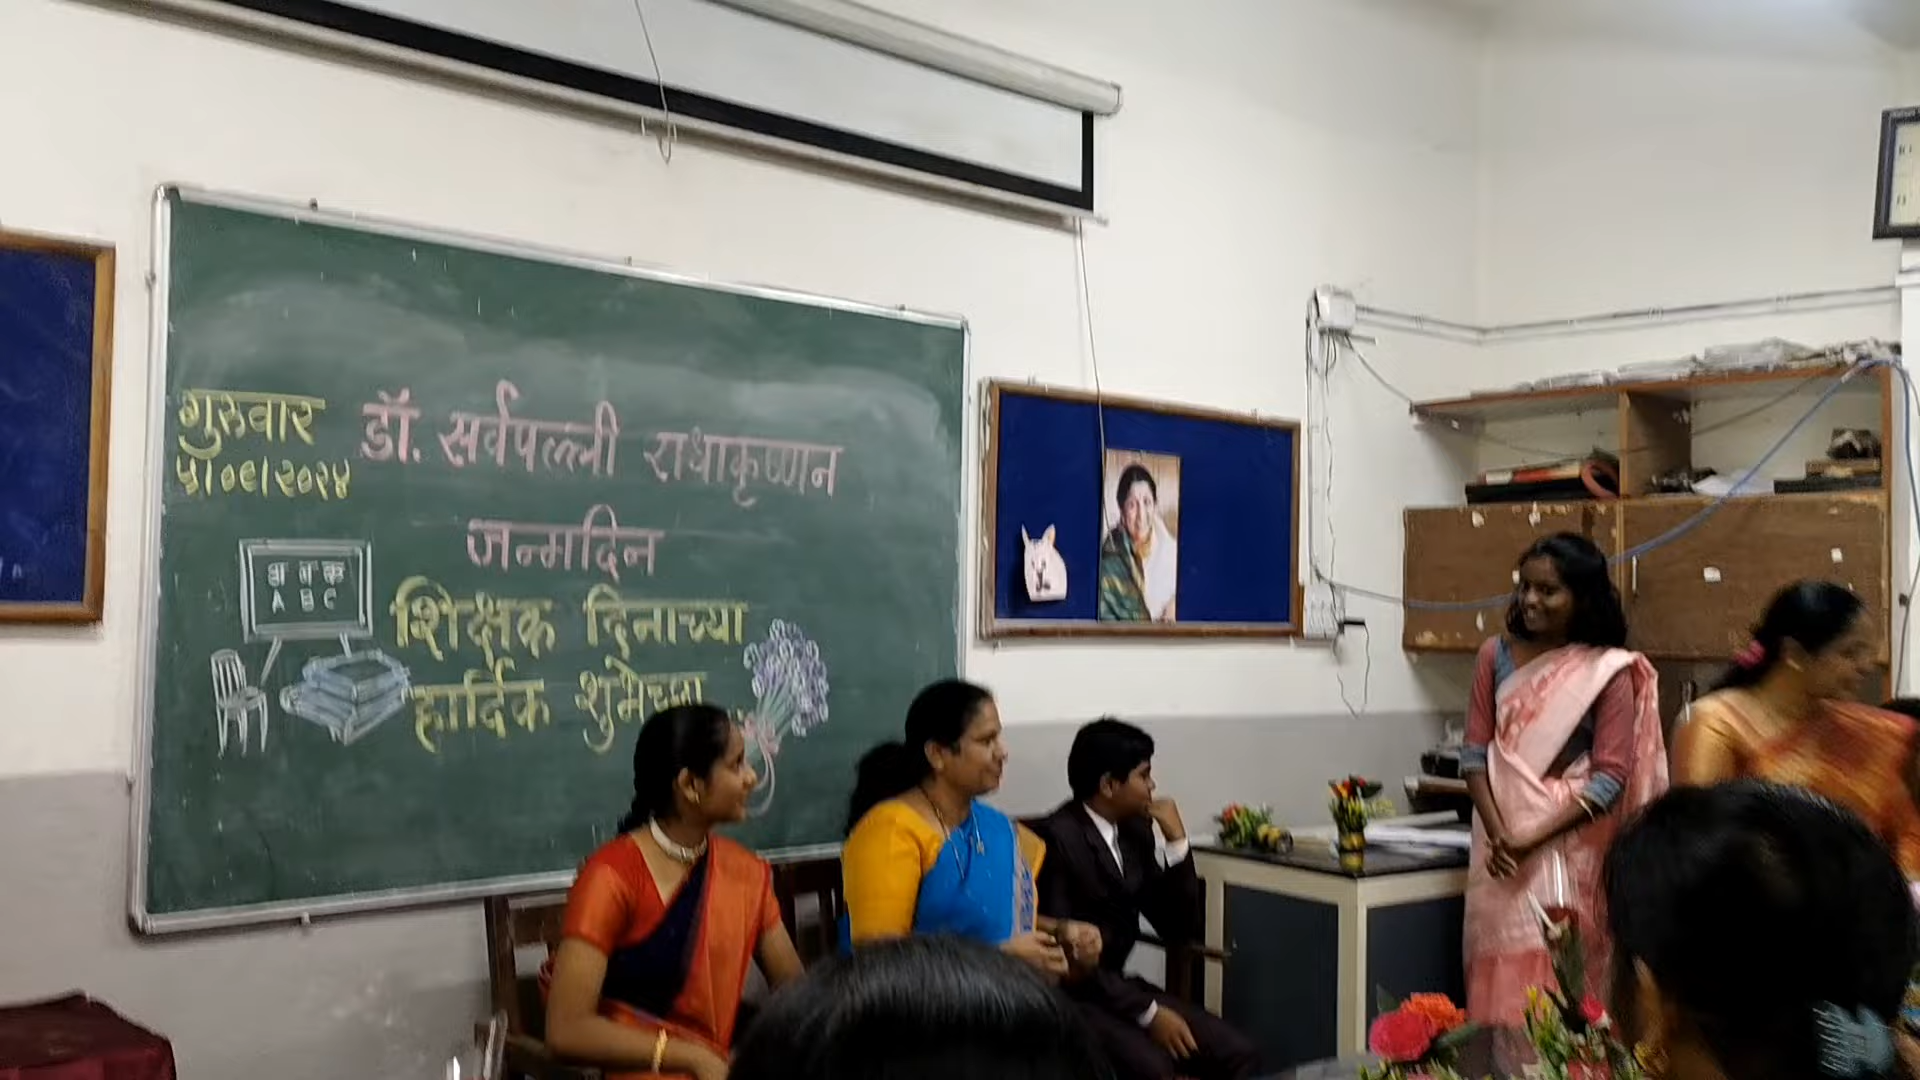 गुरुवार
५।०९।२०२४
डॉ. सर्वपल्ली राधाकृष्णन
जन्मदिन
अ ब क
A B C
शिक्षक दिनाच्या
हार्दिक शुभेच्छा